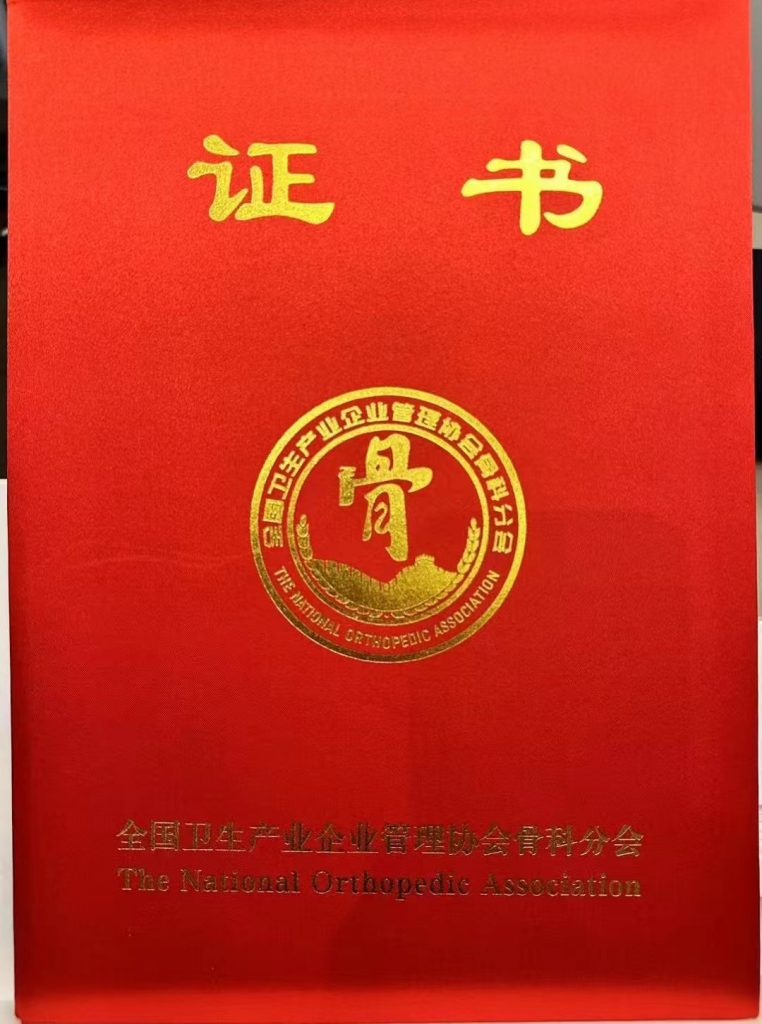 证书
全国卫生产业企业管理协会骨科分会
骨
THE NATIONAL ORTHOPEDIC ASSOCIATION
全国卫生产业企业管理协会骨科分会
The National Orthopedic Association